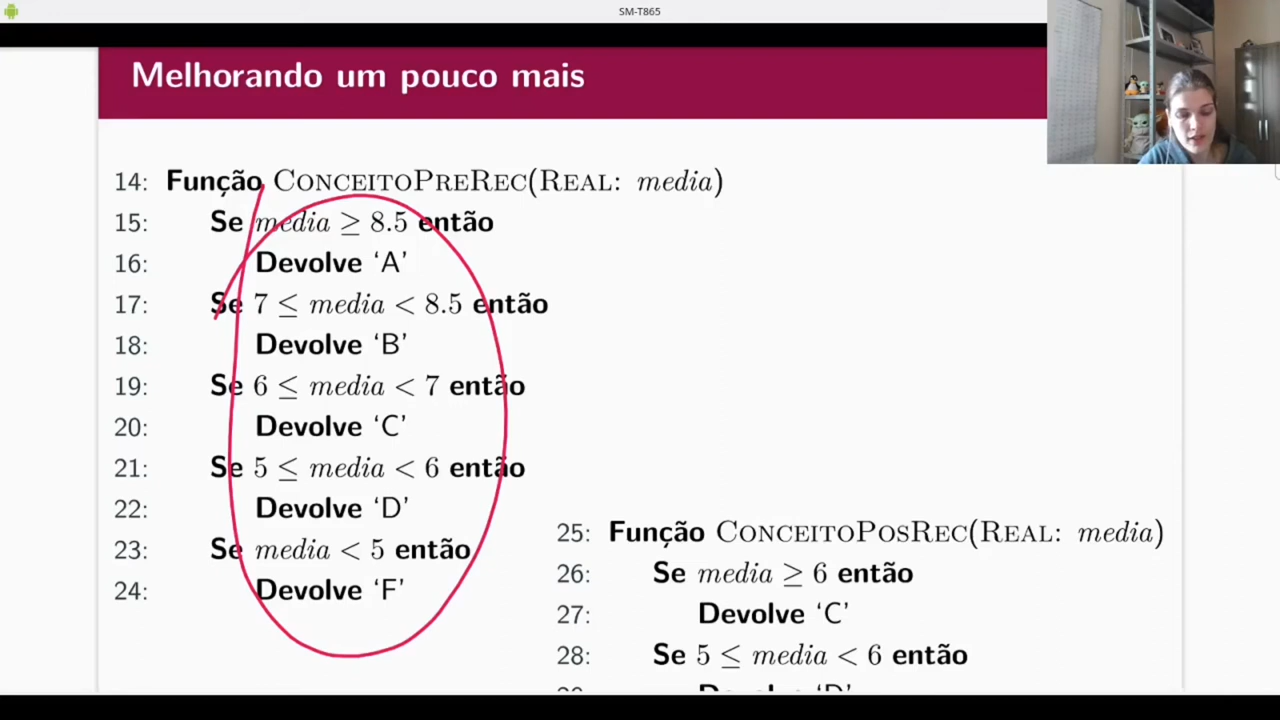 SM-T865
Melhorando um pouco mais
14: Função ConceitoPreRec(Real: media)
15: Se media ≥ 8.5 então
16: Devolve ‘A’
17: Se 7 ≤ media < 8.5 então
18: Devolve ‘B’
19: Se 6 ≤ media < 7 então
20: Devolve ‘C’
21: Se 5 ≤ media < 6 então
22: Devolve ‘D’
23: Se media < 5 então
24: Devolve ‘F’
25: Função ConceitoPosRec(Real: media)
26: Se media ≥ 6 então
27: Devolve ‘C’
28: Se 5 ≤ media < 6 então